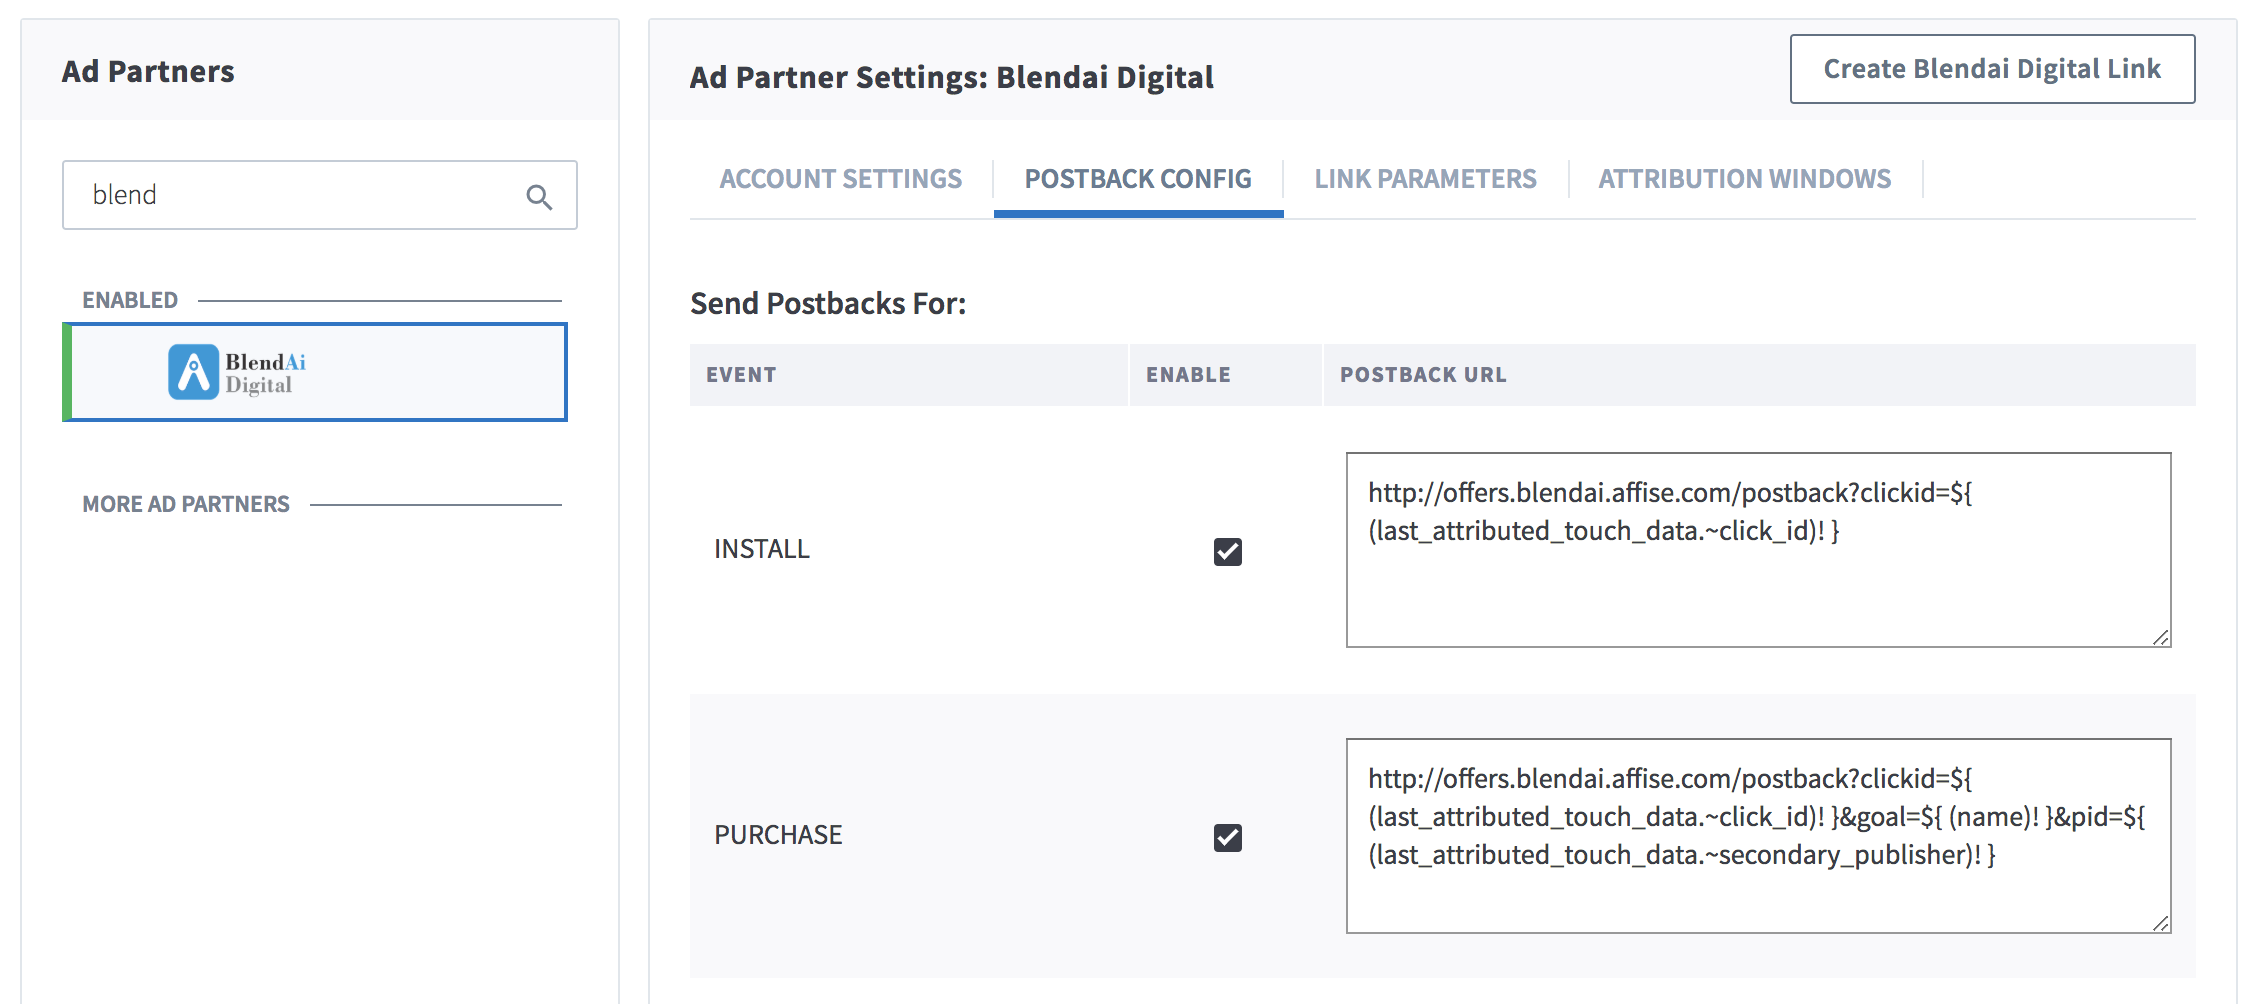 Ad Partners
blend
ENABLED
BlendAi
Digital
MORE AD PARTNERS
Ad Partner Settings: Blendai Digital
Create Blendai Digital Link
ACCOUNT SETTINGS
POSTBACK CONFIG
LINK PARAMETERS
ATTRIBUTION WINDOWS
Send Postbacks For:
EVENT
ENABLE
POSTBACK URL
INSTALL
http://offers.blendai.affise.com/postback?clickid=${
(last_attributed_touch_data.~click_id)! }
PURCHASE
http://offers.blendai.affise.com/postback?clickid=${
(last_attributed_touch_data.~click_id)! }&goal=${ (name)! }&pid=${
(last_attributed_touch_data.~secondary_publisher)! }